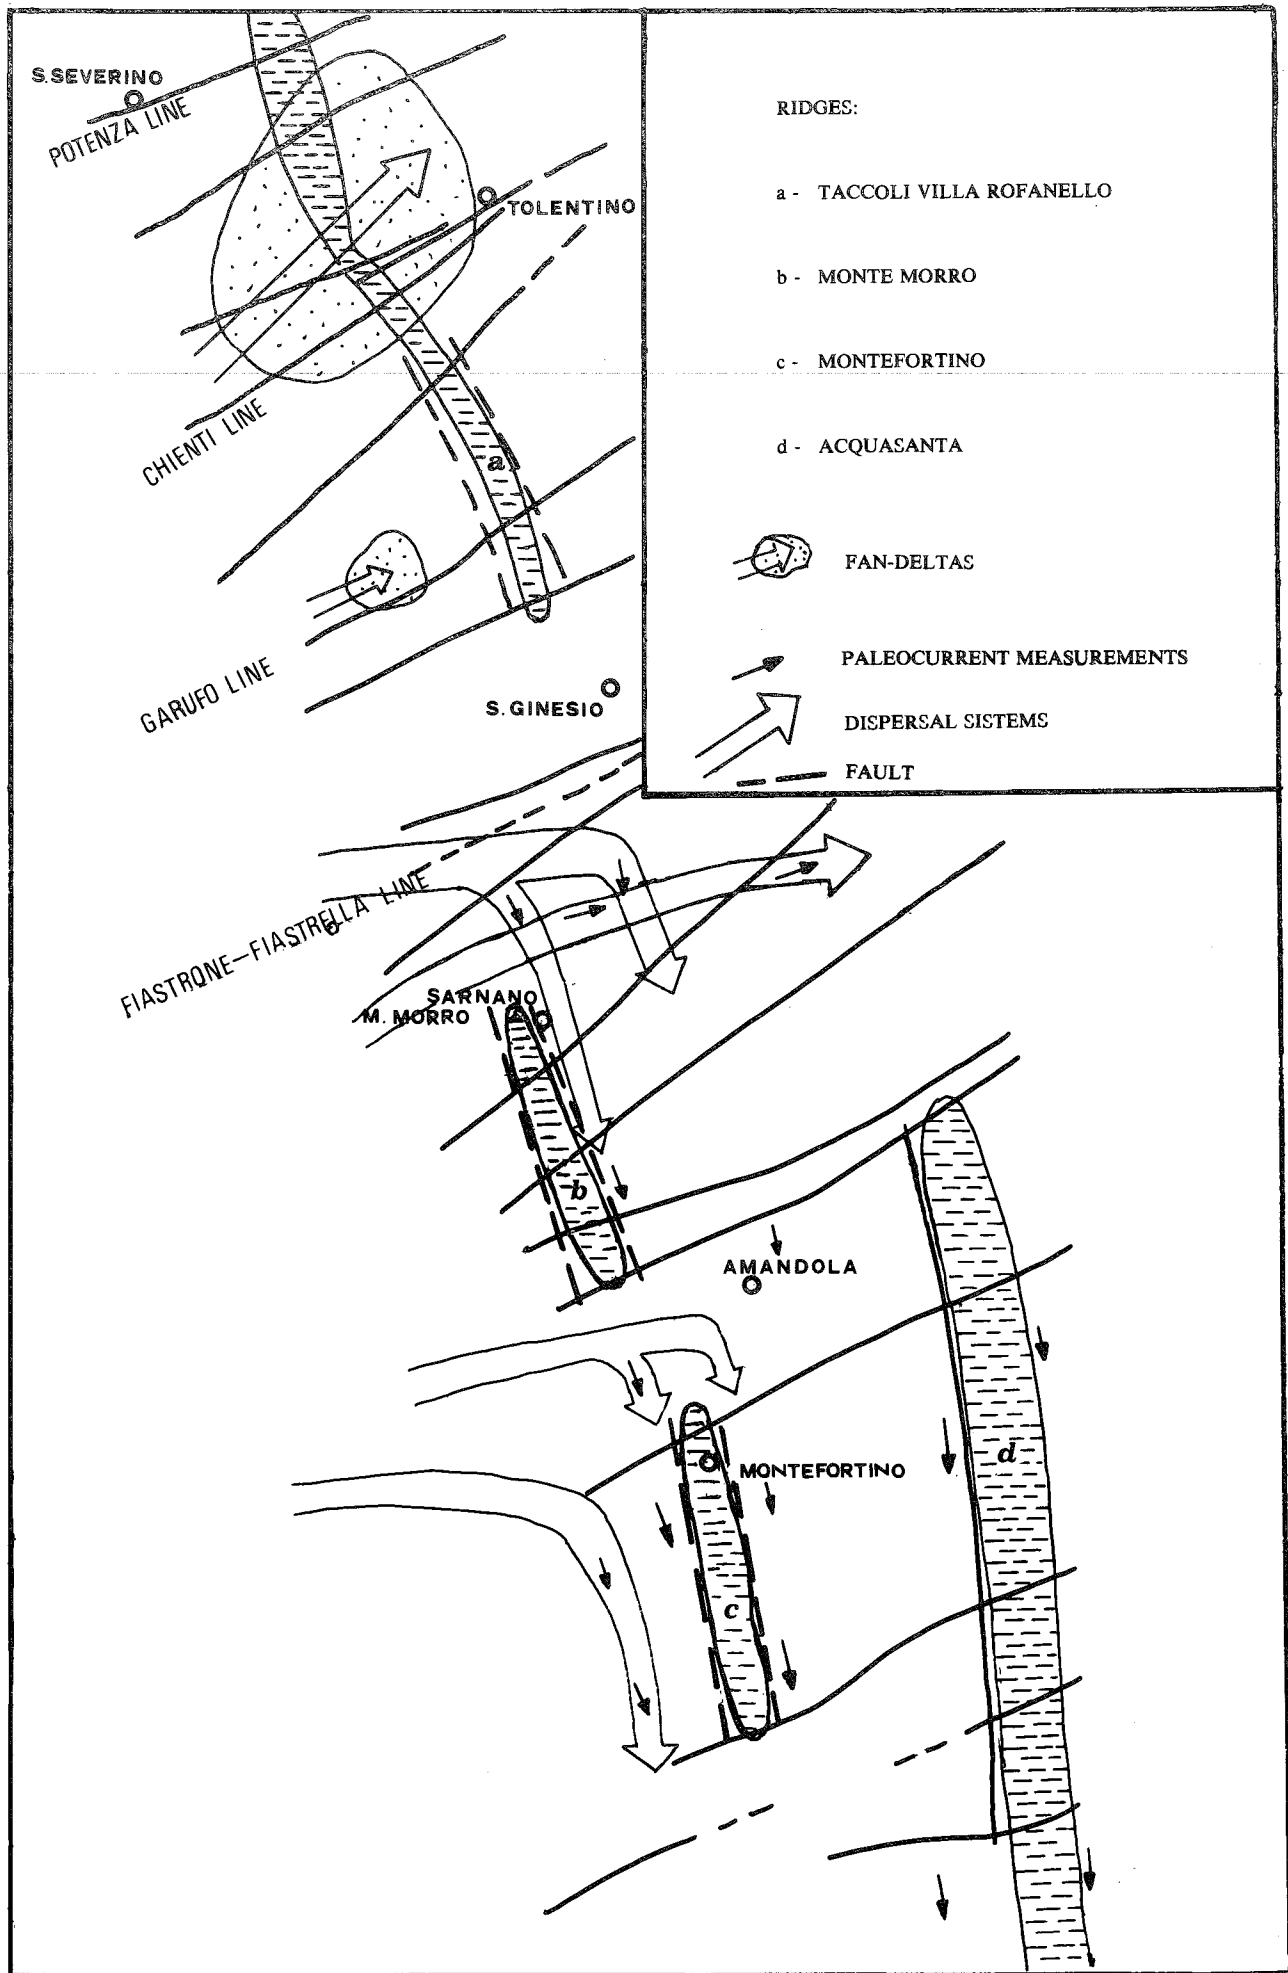 S.SEVERINO
POTENZA LINE
TOLENTINO
CHIENTI LINE
a
GARUFO LINE
S.GINESIO
RIDGES:
a - TACCOLI VILLA ROFANELLO
b - MONTE MORRO
c - MONTEFORTINO
d - ACQUASANTA
FAN-DELTAS
PALEOCURRENT MEASUREMENTS
DISPERSAL SISTEMS
FAULT
FIASTRONE-FIASTRELLA LINE
SARNANO
M. MORRO
b
AMANDOLA
d
MONTEFORTINO
c